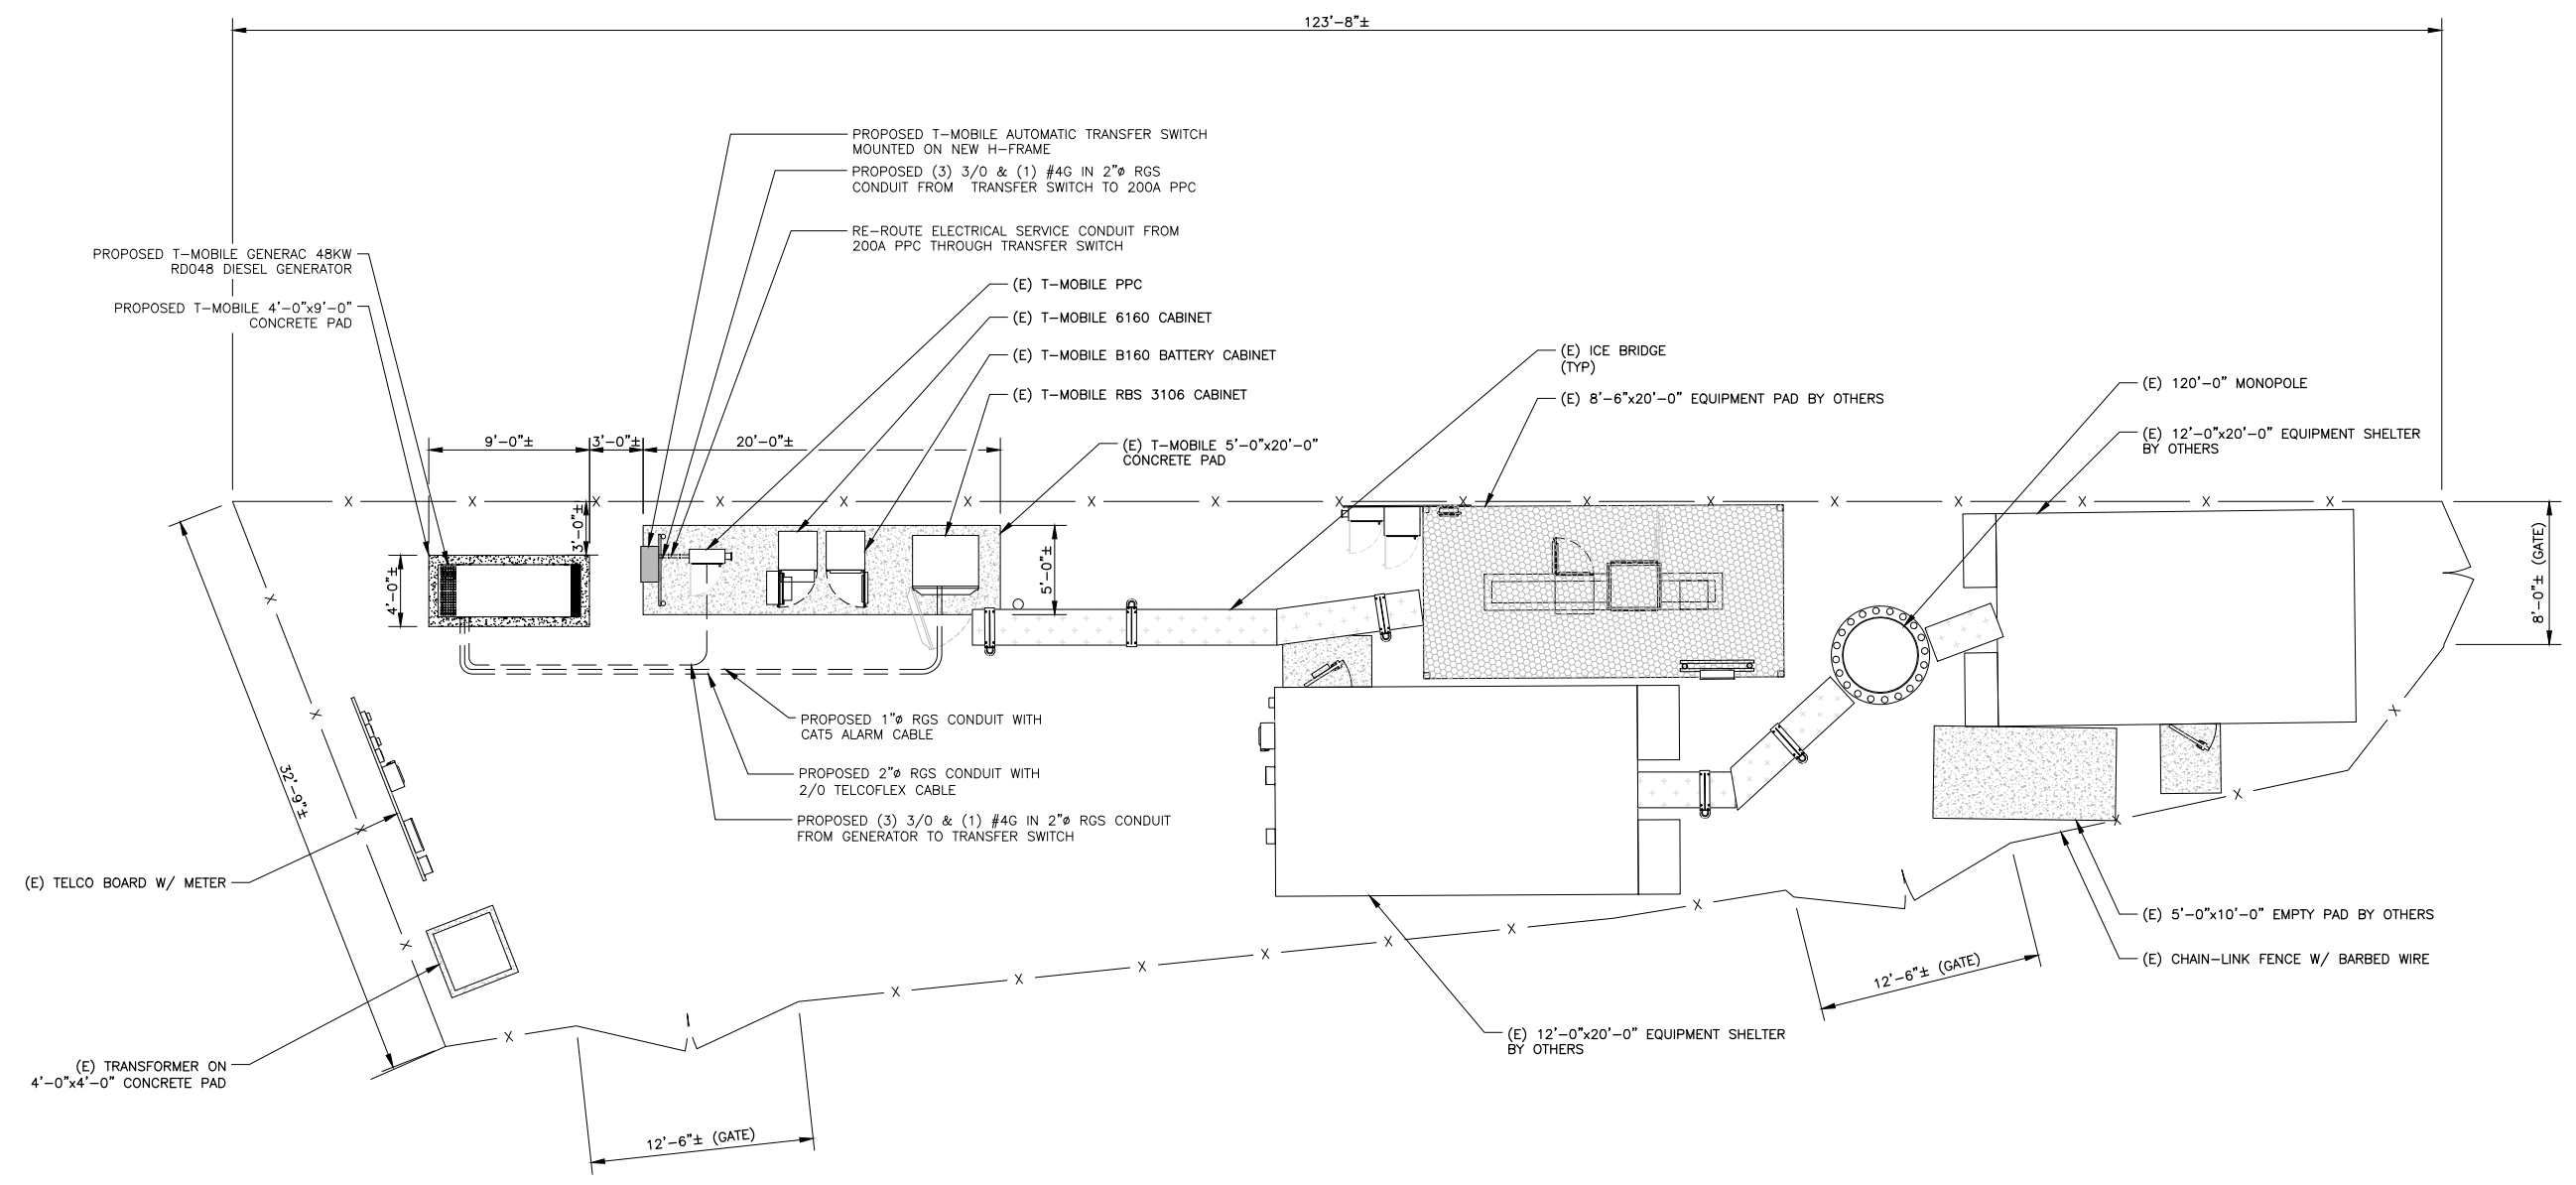 123'-8"±
PROPOSED T-MOBILE AUTOMATIC TRANSFER SWITCH
MOUNTED ON NEW H-FRAME
PROPOSED (3) 3/0 & (1) #4G IN 2"ø RGS
CONDUIT FROM TRANSFER SWITCH TO 200A PPC
RE-ROUTE ELECTRICAL SERVICE CONDUIT FROM
200A PPC THROUGH TRANSFER SWITCH
PROPOSED T-MOBILE GENERAC 48KW
RD048 DIESEL GENERATOR
PROPOSED T-MOBILE 4'-0"x9'-0"
CONCRETE PAD
(E) T-MOBILE PPC
(E) T-MOBILE 6160 CABINET
(E) T-MOBILE B160 BATTERY CABINET
(E) T-MOBILE RBS 3106 CABINET
(E) ICE BRIDGE
(TYP)
(E) 8'-6"x20'-0" EQUIPMENT PAD BY OTHERS
(E) 120'-0" MONOPOLE
(E) 12'-0"x20'-0" EQUIPMENT SHELTER
BY OTHERS
9'-0"±
3'-0"±
20'-0"±
(E) T-MOBILE 5'-0"x20'-0"
CONCRETE PAD
X X X X X X X X X X X X X X X X X
3'-0"±
4'-0"±
5'-0"±
8'-0"± (GATE)
X
X
X
X
32'-9"±
PROPOSED 1"ø RGS CONDUIT WITH
CAT5 ALARM CABLE
PROPOSED 2"ø RGS CONDUIT WITH
2/0 TELCOFLEX CABLE
PROPOSED (3) 3/0 & (1) #4G IN 2"ø RGS CONDUIT
FROM GENERATOR TO TRANSFER SWITCH
(E) TELCO BOARD W/ METER
(E) TRANSFORMER ON
4'-0"x4'-0" CONCRETE PAD
X X X X X X X X X X X
12'-6"± (GATE)
(E) 12'-0"x20'-0" EQUIPMENT SHELTER
BY OTHERS
12'-6"± (GATE)
(E) 5'-0"x10'-0" EMPTY PAD BY OTHERS
(E) CHAIN-LINK FENCE W/ BARBED WIRE